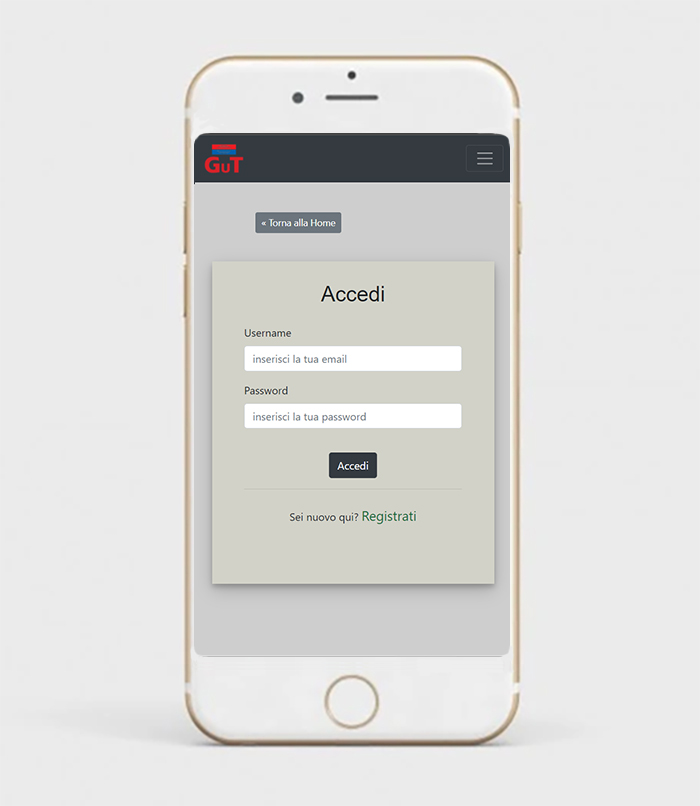 GuT
« Torna alla Home
Accedi
Username
inserisci la tua email
Password
inserisci la tua password
Accedi
Sei nuovo qui? Registrati